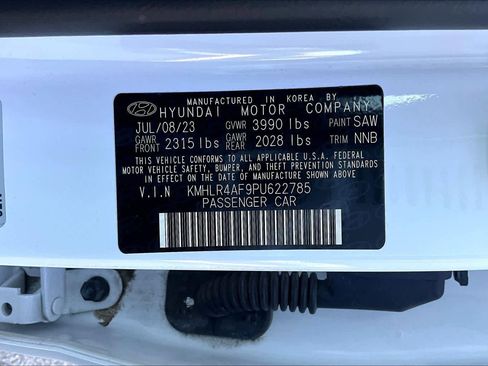 MANUFACTURED IN KOREA BY
HYUNDAI MOTOR COMPANY
JUL/08/23 GVWR 3990 lbs PAINT SAW
GAWR FRONT 2315 lbs GAWR REAR 2028 lbs TRIM NNB
THIS VEHICLE CONFORMS TO ALL APPLICABLE U.S.A. FEDERAL
MOTOR VEHICLE SAFETY, BUMPER, AND THEFT PREVENTION
STANDARDS IN EFFECT ON THE DATE OF MANUFACTURE SHOWN ABOVE.
V.I.N KMHLR4AF9PU622785
PASSENGER CAR